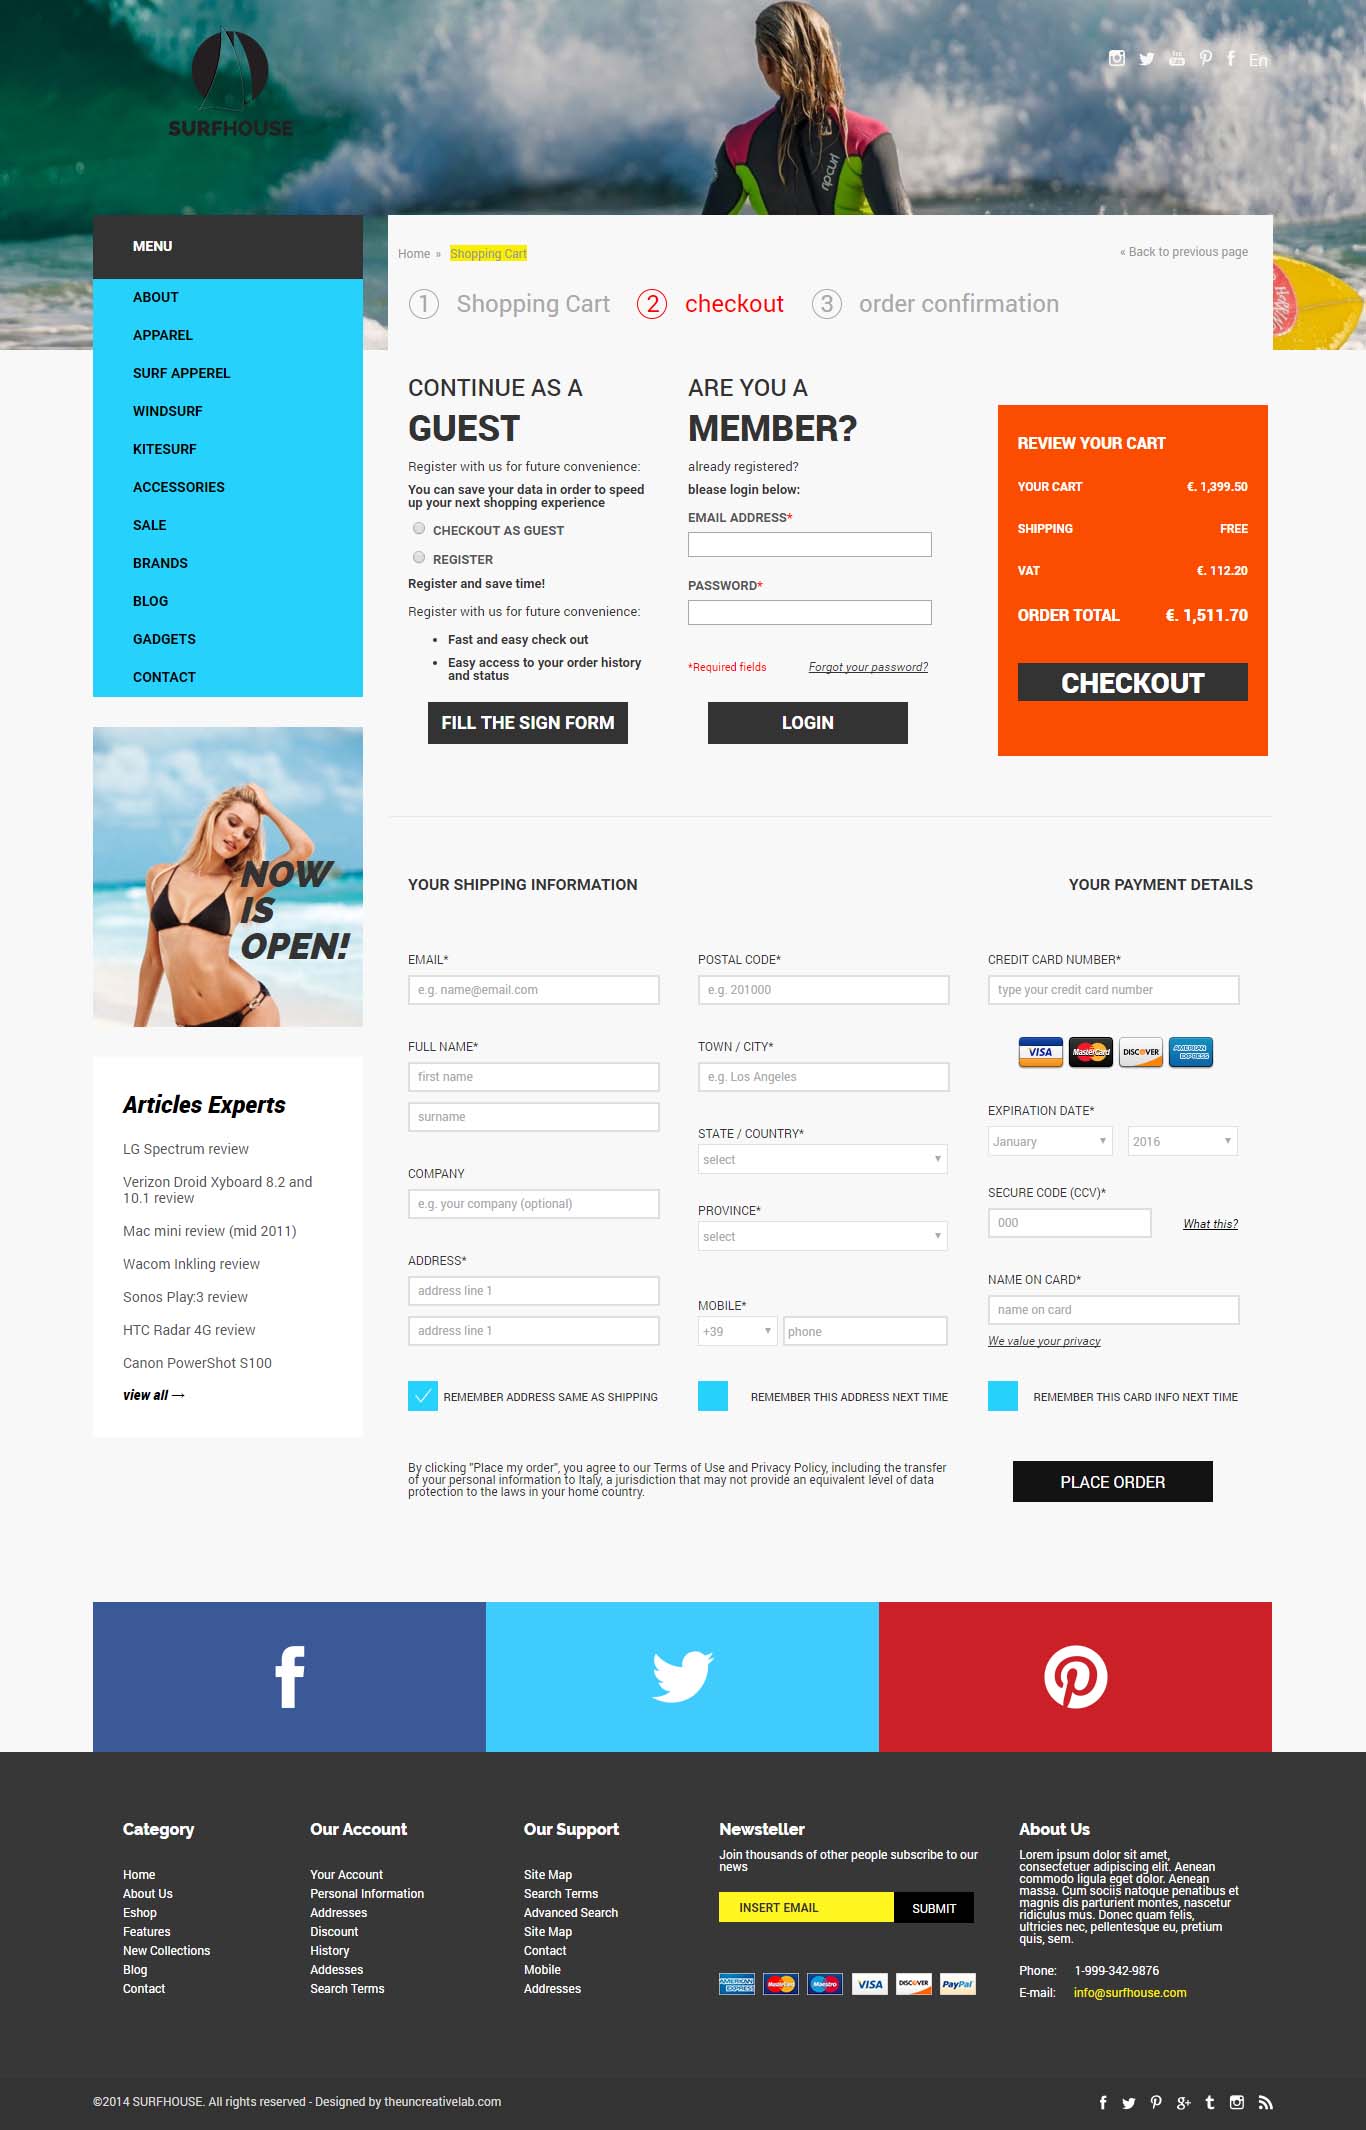 SURFHOUSE
ripcurl
You Tube
En
MENU
ABOUT
APPAREL
SURF APPEREL
WINDSURF
KITESURF
ACCESSORIES
SALE
BRANDS
BLOG
GADGETS
CONTACT
Home » Shopping Cart
« Back to previous page
1 Shopping Cart 2 checkout 3 order confirmation
CONTINUE AS A
GUEST
Register with us for future convenience:
You can save your data in order to speed
up your next shopping experience
CHECKOUT AS GUEST
REGISTER
Register and save time!
Register with us for future convenience:
• Fast and easy check out
• Easy access to your order history
and status
FILL THE SIGN FORM
ARE YOU A
MEMBER?
already registered?
blease login below:
EMAIL ADDRESS*
PASSWORD*
*Required fields Forgot your password?
LOGIN
REVIEW YOUR CART
YOUR CART €. 1,399.50
SHIPPING FREE
VAT €. 112.20
ORDER TOTAL €. 1,511.70
CHECKOUT
NOW
IS
OPEN!
Articles Experts
LG Spectrum review
Verizon Droid Xyboard 8.2 and
10.1 review
Mac mini review (mid 2011)
Wacom Inkling review
Sonos Play:3 review
HTC Radar 4G review
Canon PowerShot S100
view all →
YOUR SHIPPING INFORMATION
YOUR PAYMENT DETAILS
EMAIL*
e.g. name@email.com
FULL NAME*
first name
surname
COMPANY
e.g. your company (optional)
ADDRESS*
address line 1
address line 1
REMEMBER ADDRESS SAME AS SHIPPING
POSTAL CODE*
e.g. 201000
TOWN / CITY*
e.g. Los Angeles
STATE / COUNTRY*
select
PROVINCE*
select
MOBILE*
+39 phone
REMEMBER THIS ADDRESS NEXT TIME
CREDIT CARD NUMBER*
type your credit card number
VISA MasterCard DISCOVER AMERICAN EXPRESS
EXPIRATION DATE*
January 2016
SECURE CODE (CCV)*
000 What this?
NAME ON CARD*
name on card
We value your privacy
REMEMBER THIS CARD INFO NEXT TIME
By clicking "Place my order", you agree to our Terms of Use and Privacy Policy, including the transfer
of your personal information to Italy, a jurisdiction that may not provide an equivalent level of data
protection to the laws in your home country.
PLACE ORDER
Category
Home
About Us
Eshop
Features
New Collections
Blog
Contact
Our Account
Your Account
Personal Information
Addresses
Discount
History
Addesses
Search Terms
Our Support
Site Map
Search Terms
Advanced Search
Site Map
Contact
Mobile
Addresses
Newsteller
Join thousands of other people subscribe to our
news
INSERT EMAIL SUBMIT
AMERICAN EXPRESS MasterCard Maestro VISA DISCOVER PayPal
About Us
Lorem ipsum dolor sit amet,
consectetuer adipiscing elit. Aenean
commodo ligula eget dolor. Aenean
massa. Cum sociis natoque penatibus et
magnis dis parturient montes, nascetur
ridiculus mus. Donec quam felis,
ultricies nec, pellentesque eu, pretium
quis, sem.
Phone: 1-999-342-9876
E-mail: info@surfhouse.com
©2014 SURFHOUSE. All rights reserved - Designed by theuncreativelab.com